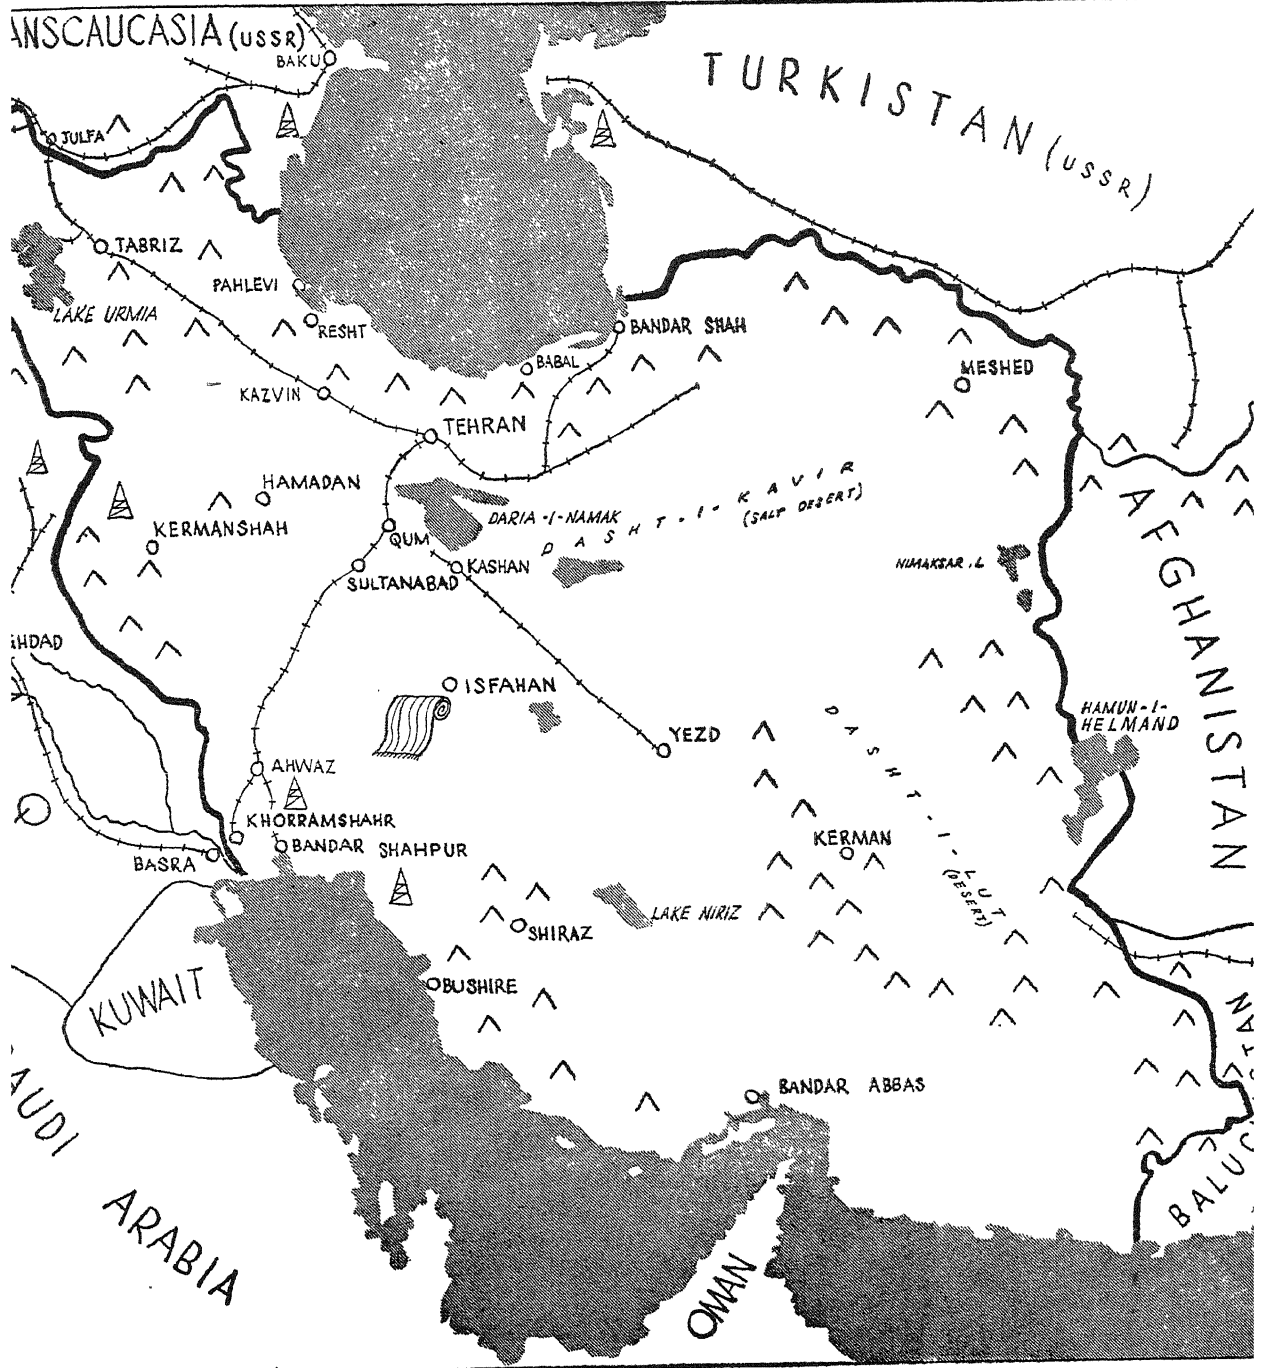 ANSCAUCASIA (USSR)
BAKU
TURKISTAN (USSR)
JULFA
TABRIZ
PAHLEVI
LAKE URMIA
RESHT
BANDAR SHAH
BABAL
MESHED
KAZVIN
TEHRAN
HAMADAN
DASHT-I-KAVIR
(SALT DESERT)
DARIA-I-NAMAK
KERMANSHAH
QUM
KASHAN
SULTANABAD
NIMAKSAR.L
AFGHANISTAN
GHDAD
ISFAHAN
HAMUN-I-
HELMAND
YEZD
DASHT-I-LUT
(DESERT)
AHWAZ
KHORRAMSHAHR
BANDAR SHAHPUR
BASRA
KERMAN
LAKE NIRIZ
SHIRAZ
KUWAIT
BUSHIRE
BANDAR ABBAS
AUDI
ARABIA
OMAN
BALUC
TAN